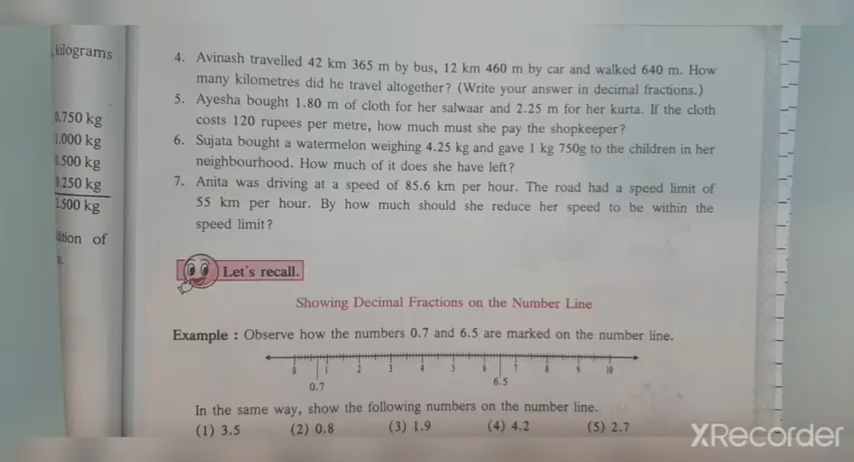 kilograms
0.750 kg
1.000 kg
.500 kg
0.250 kg
.500 kg
of
4. Avinash travelled 42 km 365 m by bus, 12 km 460 m by car and walked 640 m. How
many kilometres did he travel altogether? (Write your answer in decimal fractions.)
5. Ayesha bought 1.80 m of cloth for her salwaar and 2.25 m for her kurta. If the cloth
costs 120 rupees per metre, how much must she pay the shopkeeper?
6. Sujata bought a watermelon weighing 4.25 kg and gave 1 kg 750g to the children in her
neighbourhood. How much of it does she have left?
7. Anita was driving at a speed of 85.6 km per hour. The road had a speed limit of
55 km per hour. By how much should she reduce her speed to be within the
speed limit?
Let's recall.
Showing Decimal Fractions on the Number Line
Example : Observe how the numbers 0.7 and 6.5 are marked on the number line.
0 1 2 3 4 5 6 7 8 9 10
0.7 6.5
In the same way, show the following numbers on the number line.
(1) 3.5 (2) 0.8 (3) 1.9 (4) 4.2 (5) 2.7
XRecorder